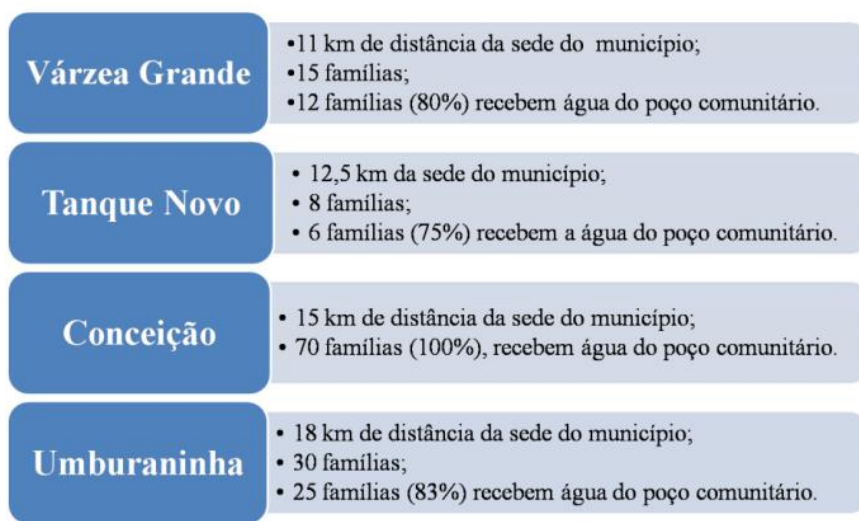 Várzea Grande
•11 km de distância da sede do município;
•15 famílias;
•12 famílias (80%) recebem água do poço comunitário.
Tanque Novo
• 12,5 km da sede do município;
• 8 famílias;
• 6 famílias (75%) recebem a água do poço comunitário.
Conceição
• 15 km de distância da sede do município;
• 70 famílias (100%), recebem água do poço comunitário.
Umburaninha
• 18 km de distância da sede do município;
• 30 famílias;
• 25 famílias (83%) recebem água do poço comunitário.